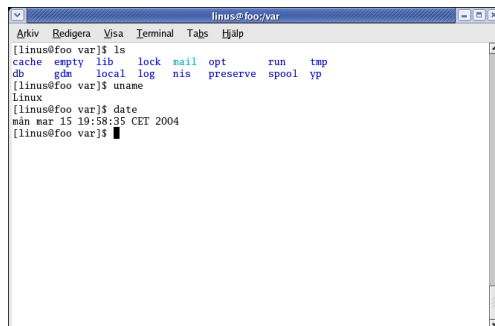 linus@foo:/var
Arkiv Redigera Visa Terminal Tabs Hjälp
[linus@foo var]$ ls
cache empty lib lock mail opt run tmp
db gdm local log nis preserve spool yp
[linus@foo var]$ uname
Linux
[linus@foo var]$ date
mån mar 15 19:58:35 CET 2004
[linus@foo var]$